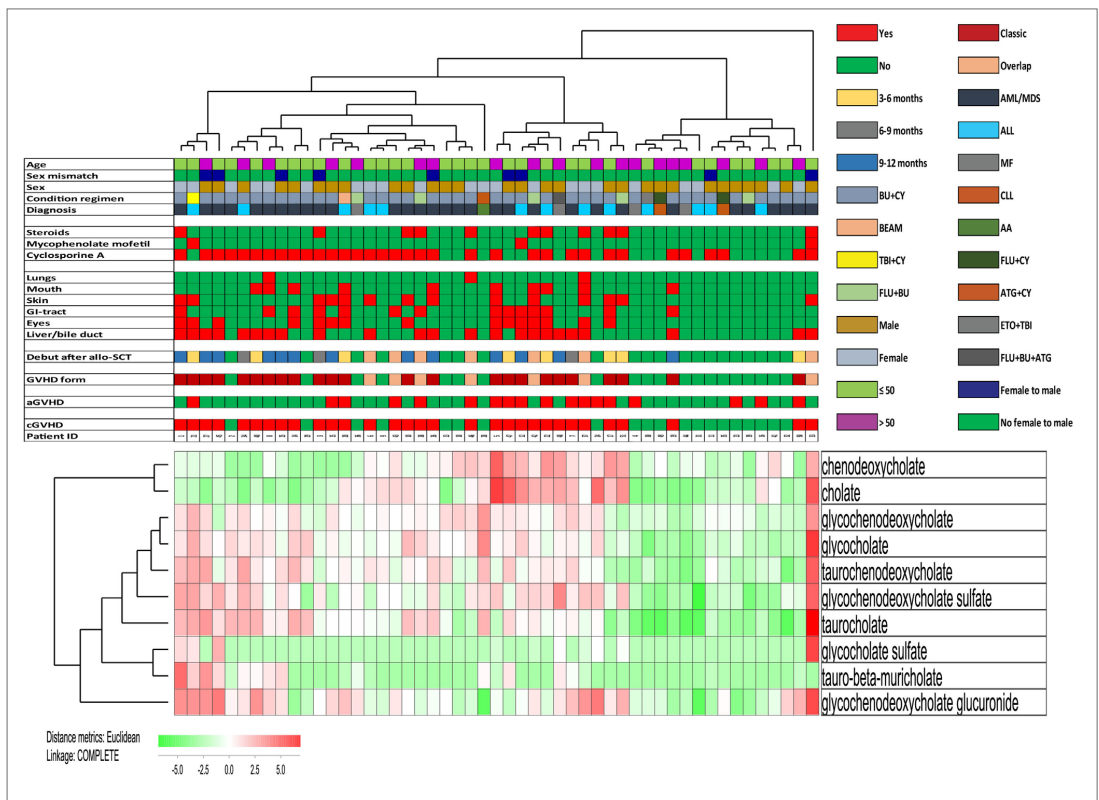 Yes
Classic
No
Overlap
3-6 months
AML/MDS
6-9 months
ALL
9-12 months
MF
BU+CY
CLL
BEAM
AA
TBI+CY
FLU+CY
FLU+BU
ATG+CY
Male
ETO+TBI
Female
FLU+BU+ATG
≤ 50
Female to male
> 50
No female to male
Age
Sex mismatch
Sex
Condition regimen
Diagnosis
Steroids
Mycophenolate mofetil
Cyclosporine A
Lungs
Mouth
Skin
GI-tract
Eyes
Liver/bile duct
Debut after allo-SCT
GVHD form
aGVHD
cGVHD
Patient ID
chenodeoxycholate
cholate
glycochenodeoxycholate
glycocholate
taurochenodeoxycholate
glycochenodeoxycholate sulfate
taurocholate
glycocholate sulfate
tauro-beta-muricholate
glycochenodeoxycholate glucuronide
Distance metrics: Euclidean
Linkage: COMPLETE
-5.0 -2.5 0.0 2.5 5.0